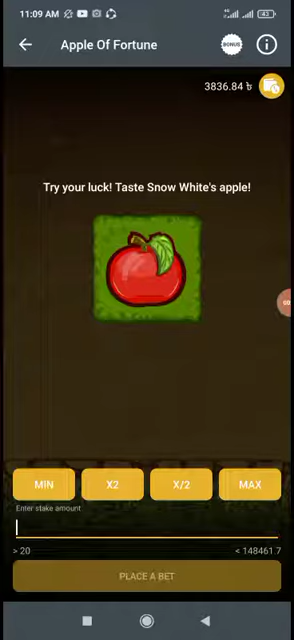 11:09 AM
43
Apple Of Fortune
BONUS
3836.84 ৳
Try your luck! Taste Snow White's apple!
MIN X2 X/2 MAX
Enter stake amount
> 20 < 148461.7
PLACE A BET